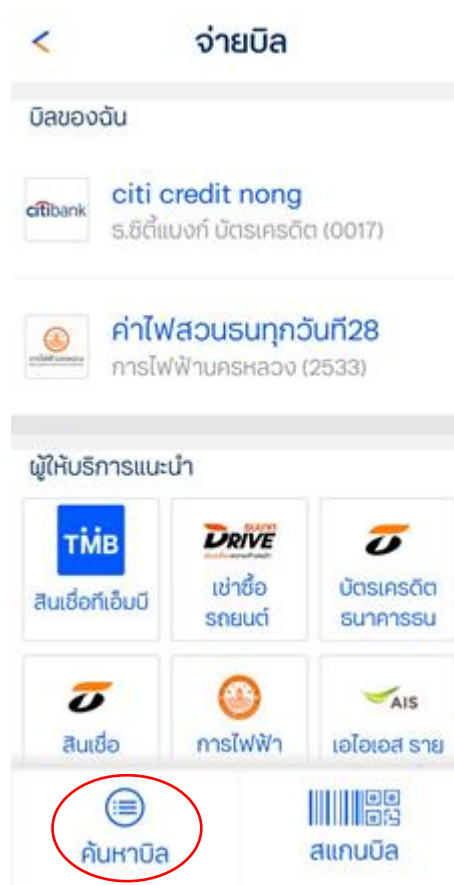 จ่ายบิล
บิลของฉัน
citibank
citi credit nong
ธ.ซิตี้แบงก์ บัตรเครดิต (0017)
ค่าไฟสวนธนทุกวันที่28
การไฟฟ้านครหลวง (2533)
ผู้ให้บริการแนะนำ
TMB
สินเชื่อทีเอ็มบี
ธนชาต
DRIVE
เช่าซื้อ
รถยนต์
บัตรเครดิต
ธนาคารธน
สินเชื่อ
การไฟฟ้า
AIS
เอไอเอส ราย
ค้นหาบิล
สแกนบิล